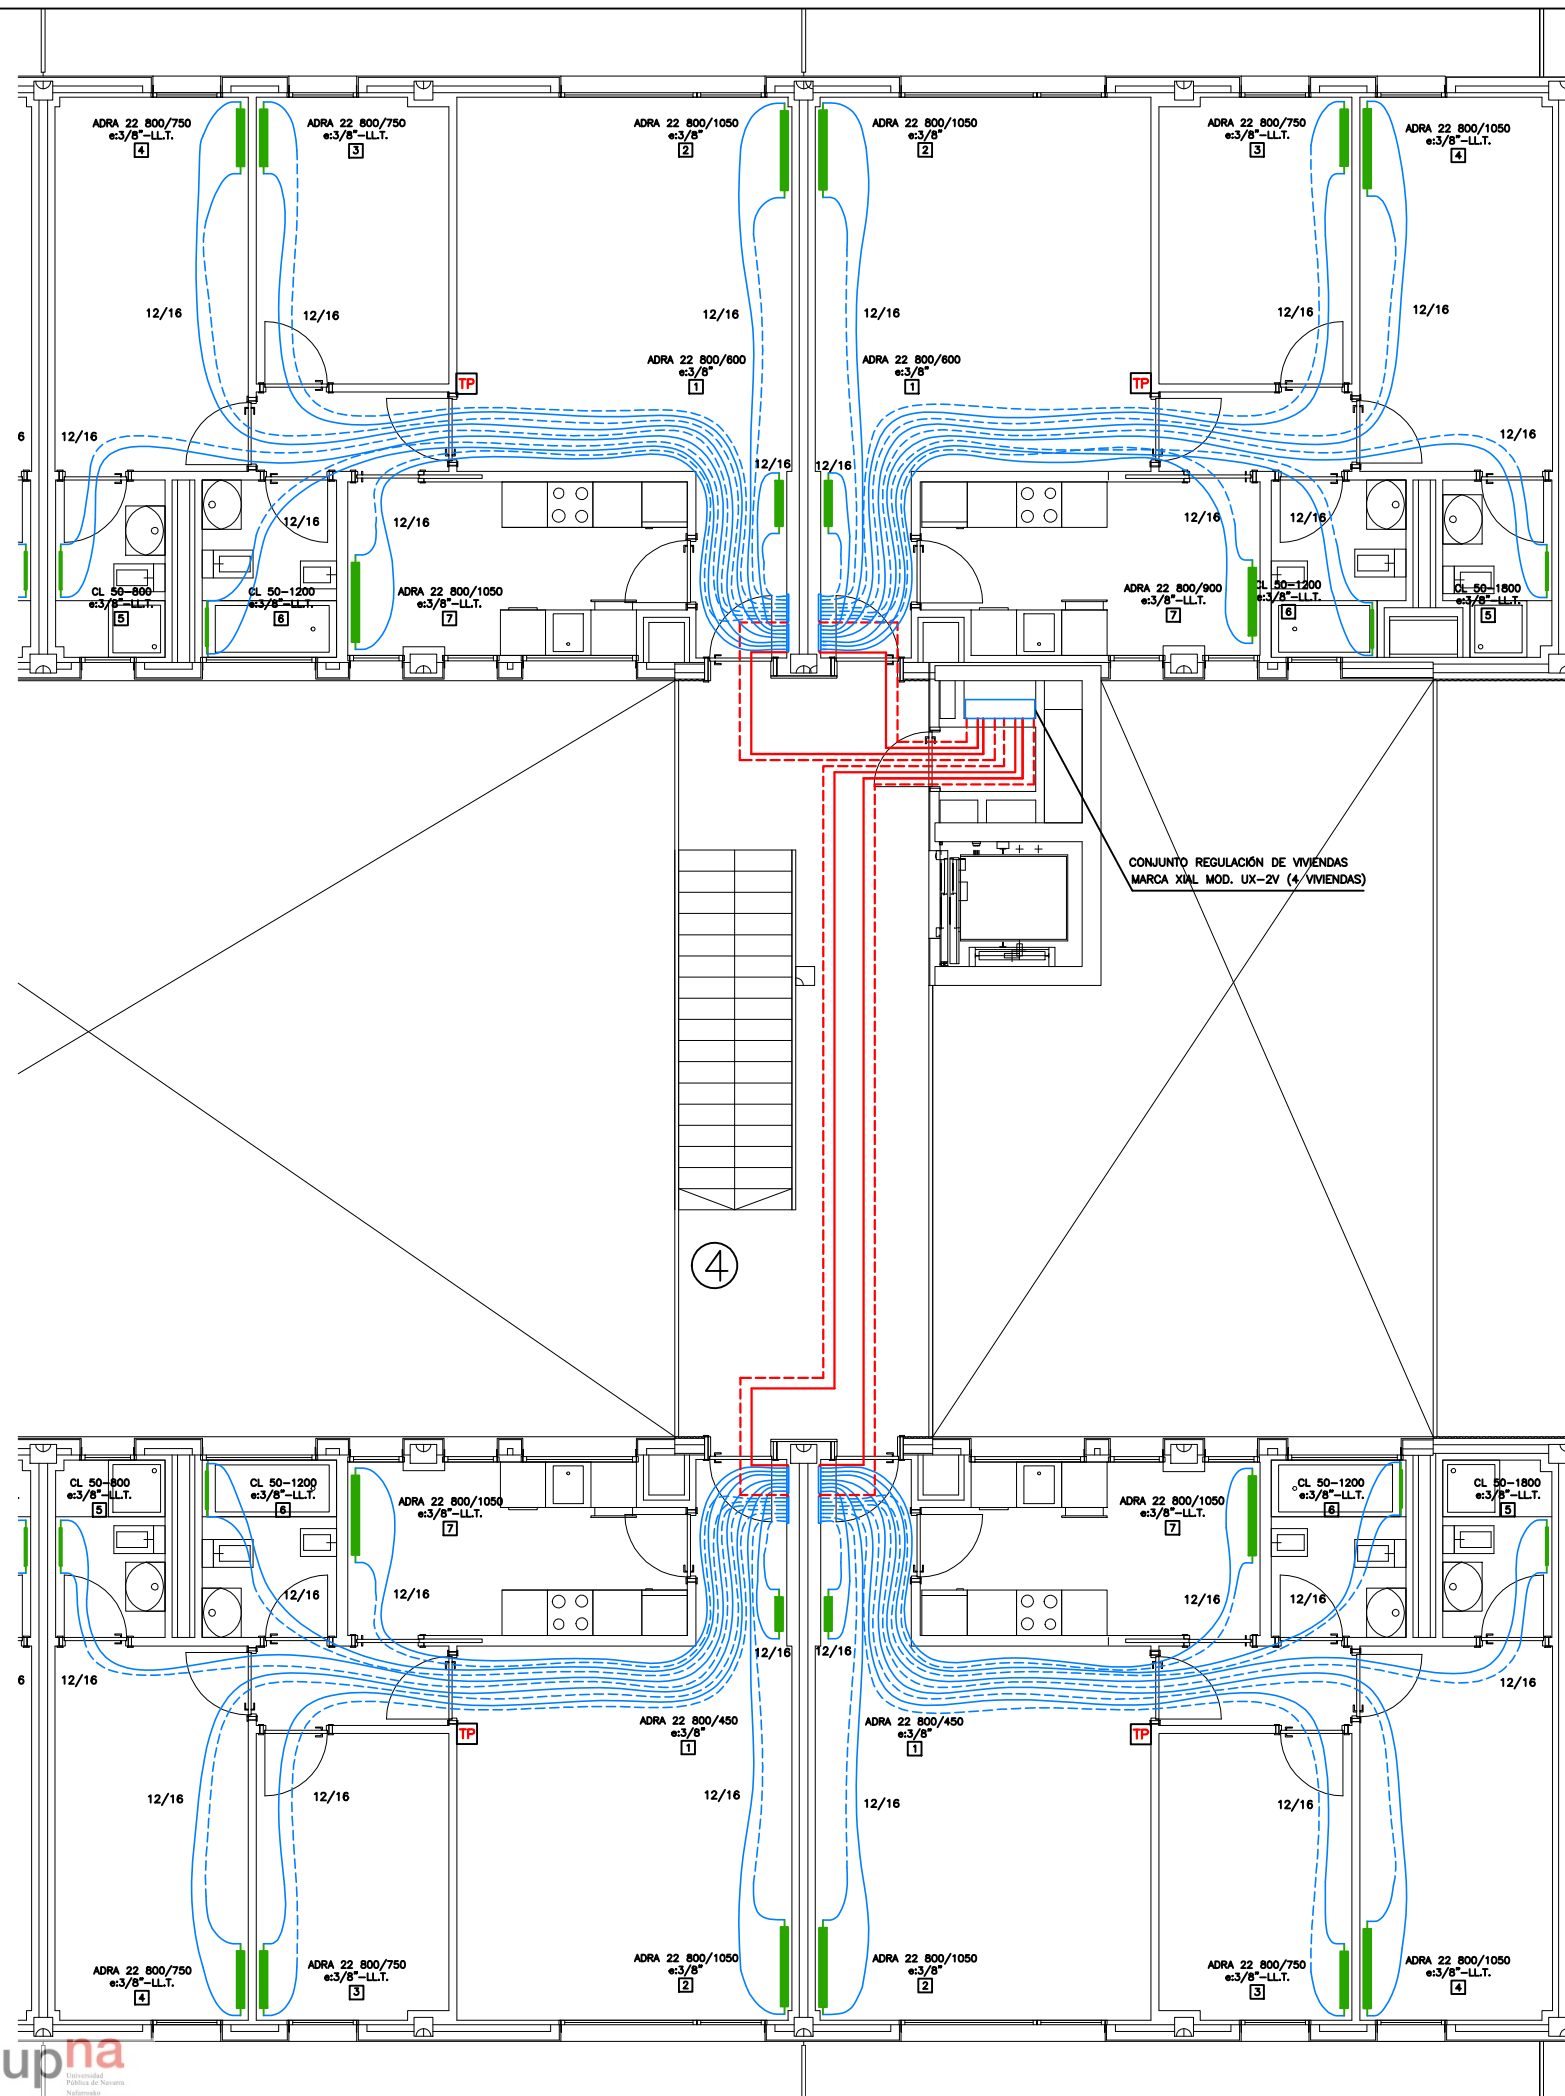 ADRA 22 800/750
e:3/8"-LL.T.
4
ADRA 22 800/750
e:3/8"-LL.T.
3
ADRA 22 800/1050
e:3/8"
2
ADRA 22 800/1050
e:3/8"
2
ADRA 22 800/750
e:3/8"-LL.T.
3
ADRA 22 800/1050
e:3/8"-LL.T.
4
12/16
12/16
12/16
12/16
12/16
12/16
ADRA 22 800/600
e:3/8"
1
ADRA 22 800/600
e:3/8"
1
TP
TP
6
12/16
12/16
12/16
12/16
12/16
12/16
12/16
12/16
CL 50-800
e:3/8"-LL.T.
5
CL 50-1200
e:3/8"-LL.T.
6
ADRA 22 800/1050
e:3/8"-LL.T.
7
ADRA 22 800/900
e:3/8"-LL.T.
7
CL 50-1200
e:3/8"-LL.T.
6
CL 50-1800
e:3/8"-LL.T.
5
CONJUNTO REGULACIÓN DE VIVIENDAS
MARCA XIAL MOD. UX-2V (4 VIVIENDAS)
4
CL 50-800
e:3/8"-LL.T.
5
CL 50-1200
e:3/8"-LL.T.
6
ADRA 22 800/1050
e:3/8"-LL.T.
7
ADRA 22 800/1050
e:3/8"-LL.T.
7
CL 50-1200
e:3/8"-LL.T.
6
CL 50-1800
e:3/8"-LL.T.
5
12/16
12/16
12/16
12/16
12/16
12/16
6
12/16
12/16
ADRA 22 800/450
e:3/8"
1
ADRA 22 800/450
e:3/8"
1
TP
TP
12/16
12/16
12/16
12/16
12/16
ADRA 22 800/750
e:3/8"-LL.T.
4
ADRA 22 800/750
e:3/8"-LL.T.
3
ADRA 22 800/1050
e:3/8"
2
ADRA 22 800/1050
e:3/8"
2
ADRA 22 800/750
e:3/8"-LL.T.
3
ADRA 22 800/1050
e:3/8"-LL.T.
4
upna
Universidad
Pública de Navarra
Nafarroako